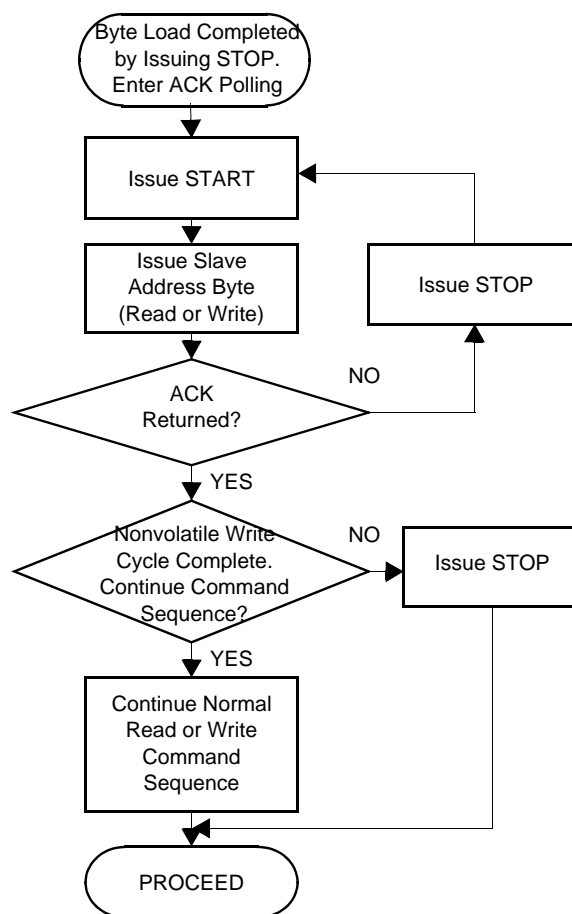 Byte Load Completed
by Issuing STOP.
Enter ACK Polling
Issue START
Issue Slave
Address Byte
(Read or Write)
Issue STOP
ACK
Returned?
NO
YES
Nonvolatile Write
Cycle Complete.
Continue Command
Sequence?
NO
Issue STOP
YES
Continue Normal
Read or Write
Command
Sequence
PROCEED